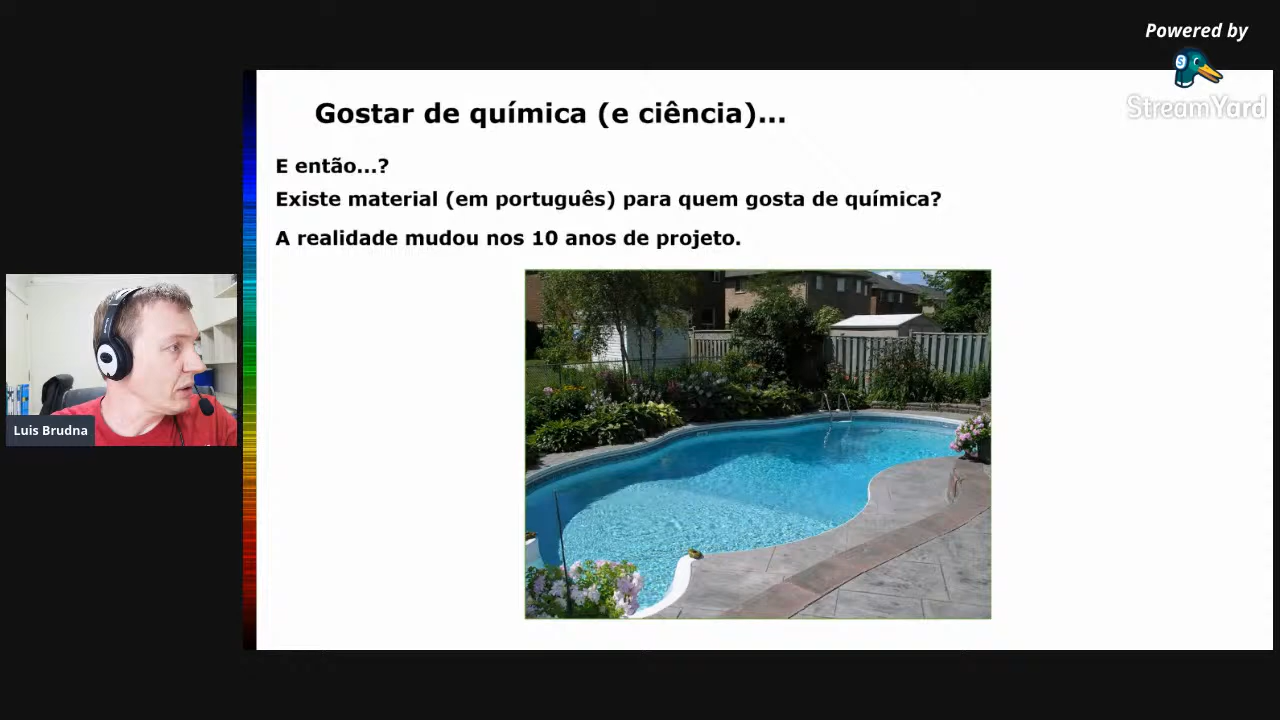 Powered by
StreamYard
Gostar de química (e ciência)...
E então...?
Existe material (em português) para quem gosta de química?
A realidade mudou nos 10 anos de projeto.
Luis Brudna